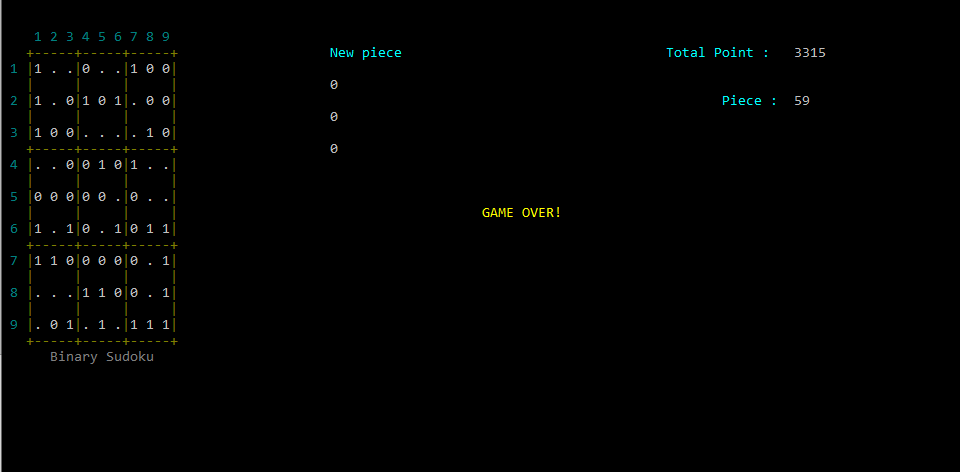 1 2 3 4 5 6 7 8 9
+-----+-----+-----+
New piece
Total Point : 3315
1 |1 . .|0 . .|1 0 0|
| | | |
0
2 |1 . 0|1 0 1|. 0 0|
Piece : 59
| | | |
0
3 |1 0 0|. . .|. 1 0|
+-----+-----+-----+
0
4 |. . 0|0 1 0|1 . .|
| | | |
5 |0 0 0|0 0 .|0 . .|
| | | |
GAME OVER!
6 |1 . 1|0 . 1|0 1 1|
+-----+-----+-----+
7 |1 1 0|0 0 0|0 . 1|
| | | |
8 |. . .|1 1 0|0 . 1|
| | | |
9 |. 0 1|. 1 .|1 1 1|
+-----+-----+-----+
Binary Sudoku